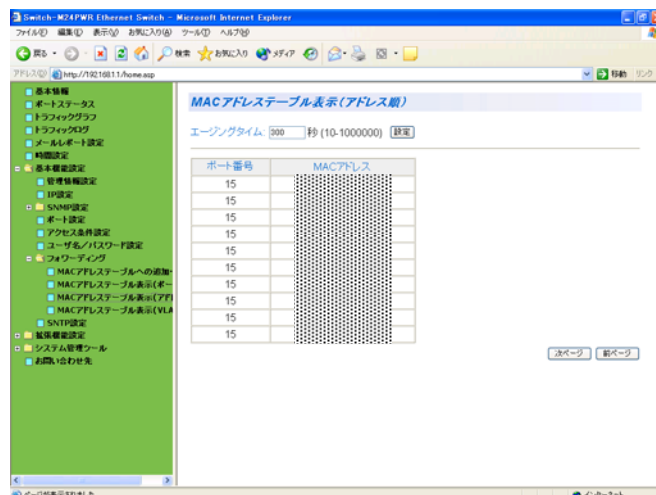 Switch-M24PWR Ethernet Switch - Microsoft Internet Explorer
ファイル(F) 編集(E) 表示(V) お気に入り(A) ツール(T) ヘルプ(H)
戻る 検索 お気に入り メディア
アドレス(D) http://192.168.1.1/home.asp 移動 リンク
基本情報
ポートステータス
トラフィックグラフ
トラフィックログ
メールレポート設定
時間設定
基本機能設定
管理情報設定
IP設定
SNMP設定
ポート設定
アクセス条件設定
ユーザ名/パスワード設定
フォワーディング
MACアドレステーブルへの追加・
MACアドレステーブル表示(ポー
MACアドレステーブル表示(アド
MACアドレステーブル表示(VLA
SNTP設定
拡張機能設定
システム管理ツール
お問い合わせ先
MACアドレステーブル表示(アドレス順)
エージングタイム: 300 秒 (10-1000000) 設定
ポート番号 MACアドレス
15
15
15
15
15
15
15
15
15
15
次ページ 前ページ
ページが表示されました インターネット